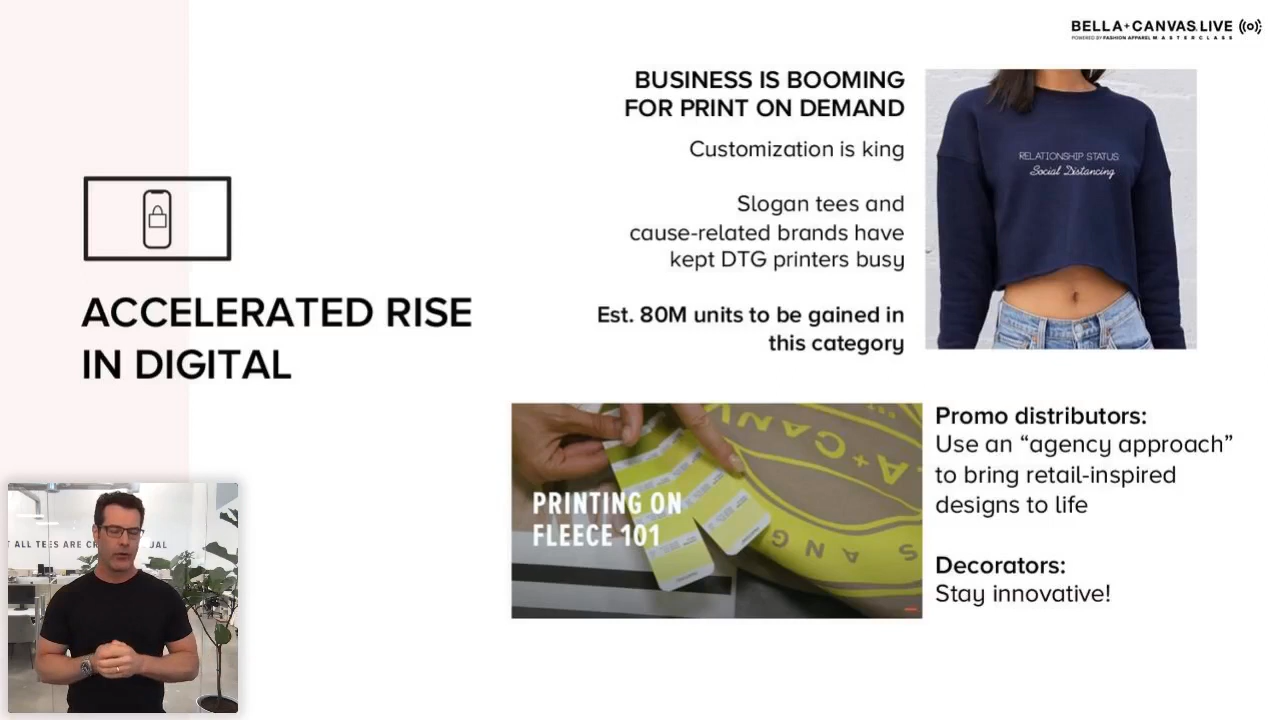 BELLA+CANVAS.LIVE
POWERED BY FASHION APPAREL MASTERCLASS
BUSINESS IS BOOMING
FOR PRINT ON DEMAND
Customization is king
Slogan tees and
cause-related brands have
kept DTG printers busy
Est. 80M units to be gained in
this category
RELATIONSHIP STATUS
Social Distancing
ACCELERATED RISE
IN DIGITAL
PRINTING ON
FLEECE 101
Promo distributors:
Use an “agency approach”
to bring retail-inspired
designs to life
Decorators:
Stay innovative!
T ALL TEES ARE